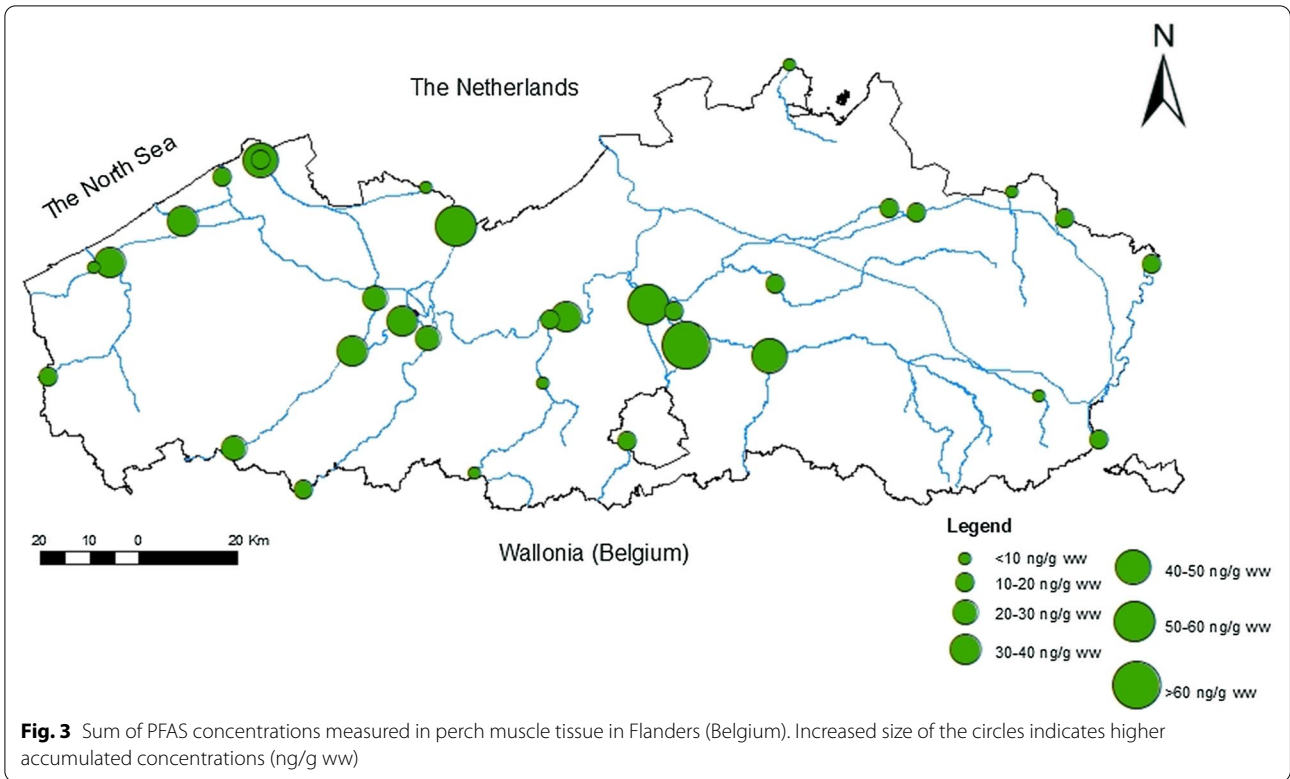 N
The Netherlands
The North Sea
20 10 0 20 Km
Wallonia (Belgium)
Legend
<10 ng/g ww
10-20 ng/g ww
20-30 ng/g ww
30-40 ng/g ww
40-50 ng/g ww
50-60 ng/g ww
>60 ng/g ww
Fig. 3 Sum of PFAS concentrations measured in perch muscle tissue in Flanders (Belgium). Increased size of the circles indicates higher
accumulated concentrations (ng/g ww)